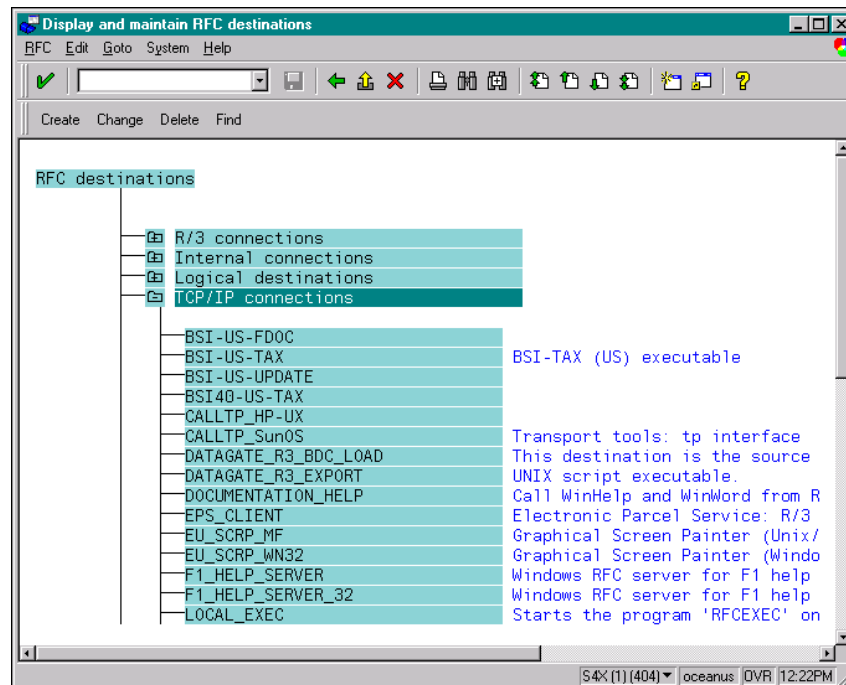 Display and maintain RFC destinations
RFC Edit Goto System Help
Create Change Delete Find
RFC destinations
R/3 connections
Internal connections
Logical destinations
TCP/IP connections
BSI-US-FDOC
BSI-US-TAX BSI-TAX (US) executable
BSI-US-UPDATE
BSI40-US-TAX
CALLTP_HP-UX
CALLTP_SunOS Transport tools: tp interface
DATAGATE_R3_BDC_LOAD This destination is the source
DATAGATE_R3_EXPORT UNIX script executable.
DOCUMENTATION_HELP Call WinHelp and WinWord from R
EPS_CLIENT Electronic Parcel Service: R/3
EU_SCRP_MF Graphical Screen Painter (Unix/
EU_SCRP_WN32 Graphical Screen Painter (Windo
F1_HELP_SERVER Windows RFC server for F1 help
F1_HELP_SERVER_32 Windows RFC server for F1 help
LOCAL_EXEC Starts the program 'RFCEXEC' on
S4X (1) (404) oceanus OVR 12:22PM